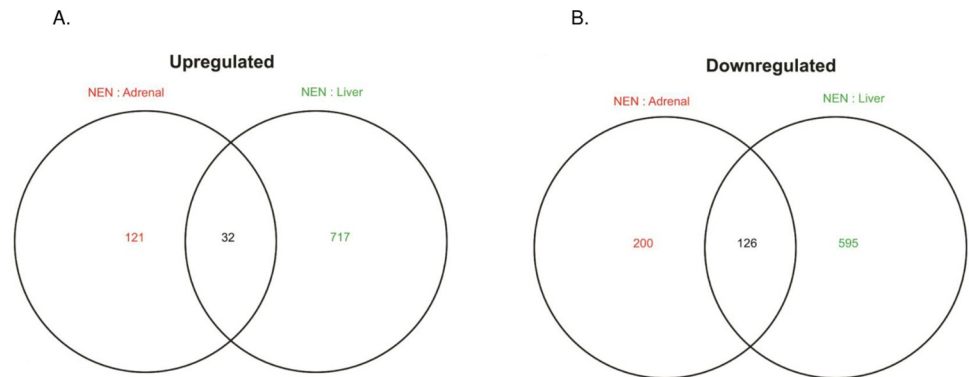 A.
B.
Upregulated
NEN : Adrenal
NEN : Liver
121
32
717
Downregulated
NEN : Adrenal
NEN : Liver
200
126
595